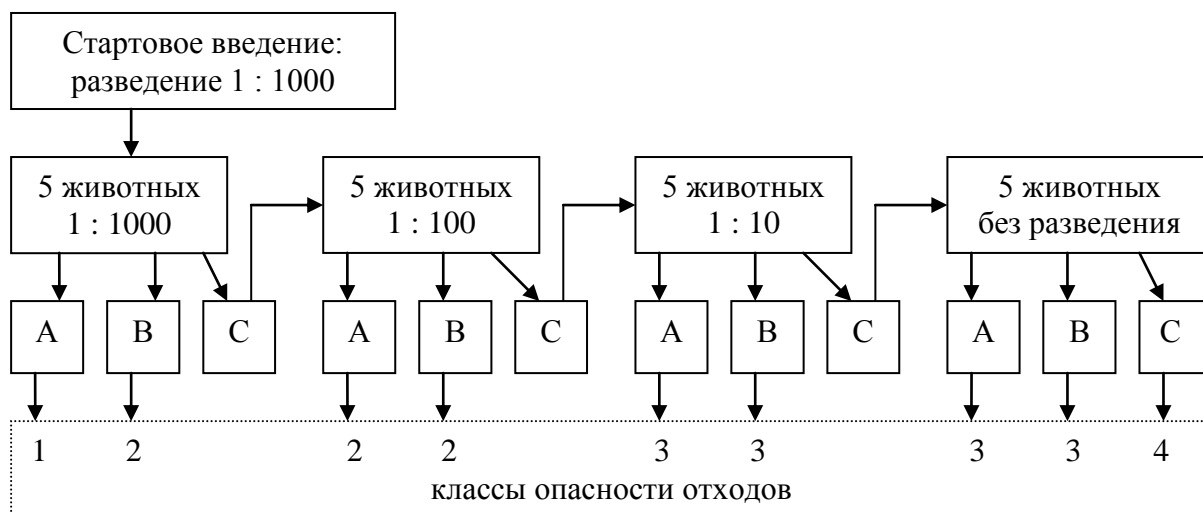 Стартовое введение:
разведение 1 : 1000
5 животных
1 : 1000
5 животных
1 : 100
5 животных
1 : 10
5 животных
без разведения
А В С А В С А В С А В С
1 2 2 2 3 3 3 3 4
классы опасности отходов